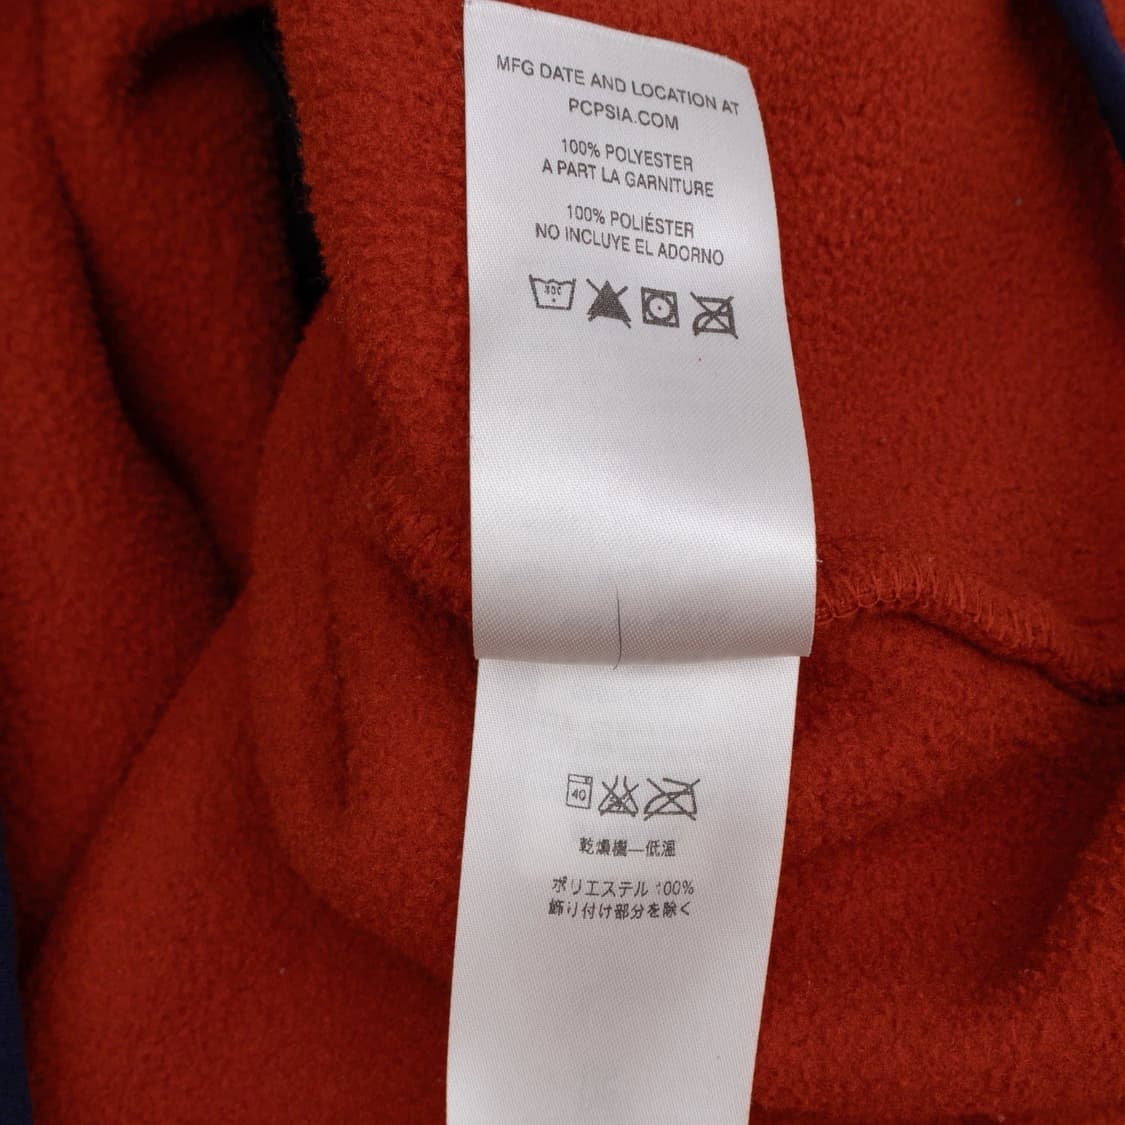 MFG DATE AND LOCATION AT
PCPSIA.COM
100% POLYESTER
A PART LA GARNITURE
100% POLIÉSTER
NO INCLUYE EL ADORNO
40
乾燥機—低温
ポリエステル 100%
飾り付け部分を除く